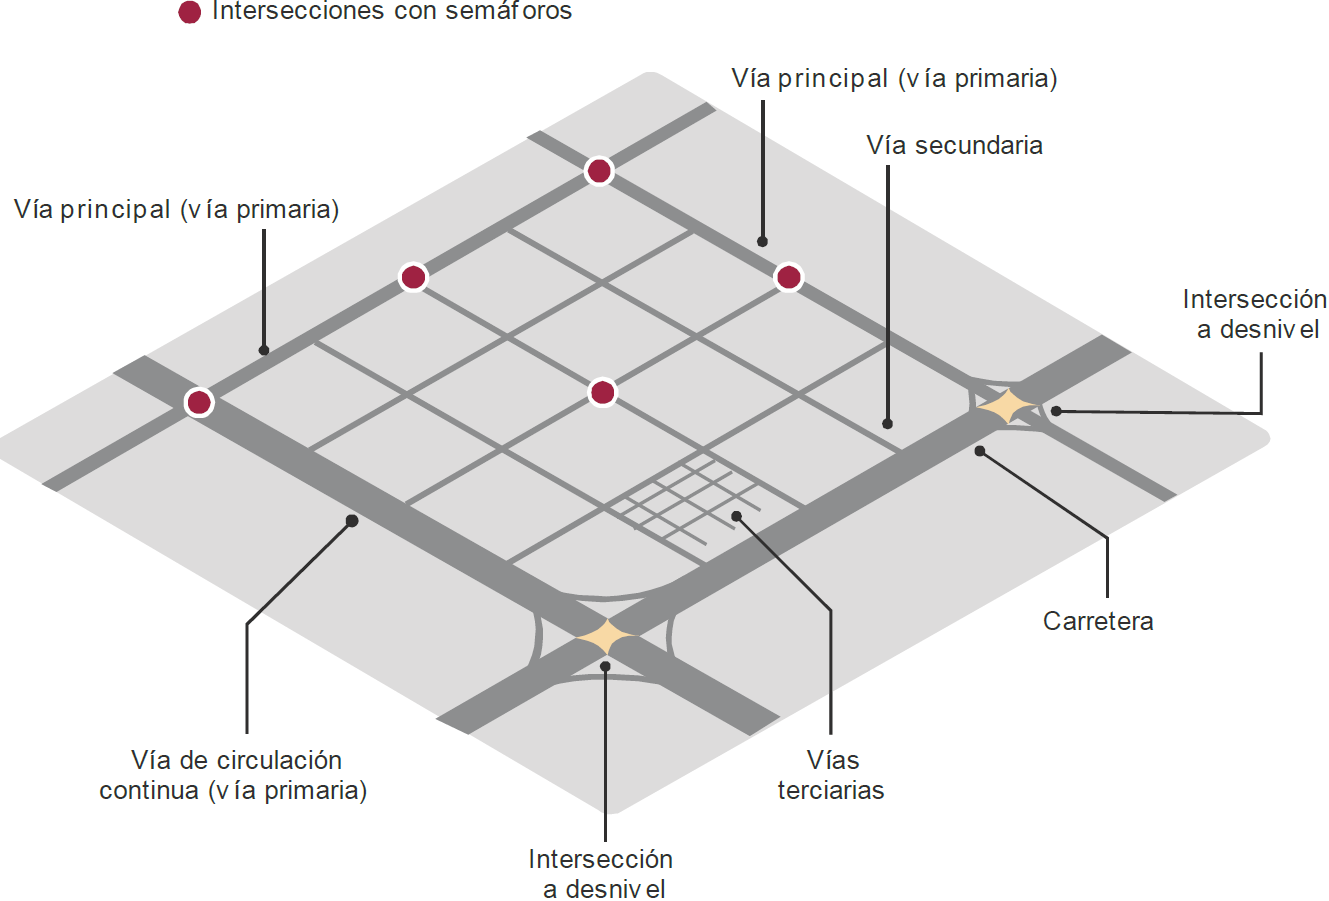 Intersecciones con semáforos
Vía principal (vía primaria)
Vía secundaria
Vía principal (vía primaria)
Intersección
a desnivel
Carretera
Vía de circulación
continua (vía primaria)
Vías
terciarias
Intersección
a desnivel